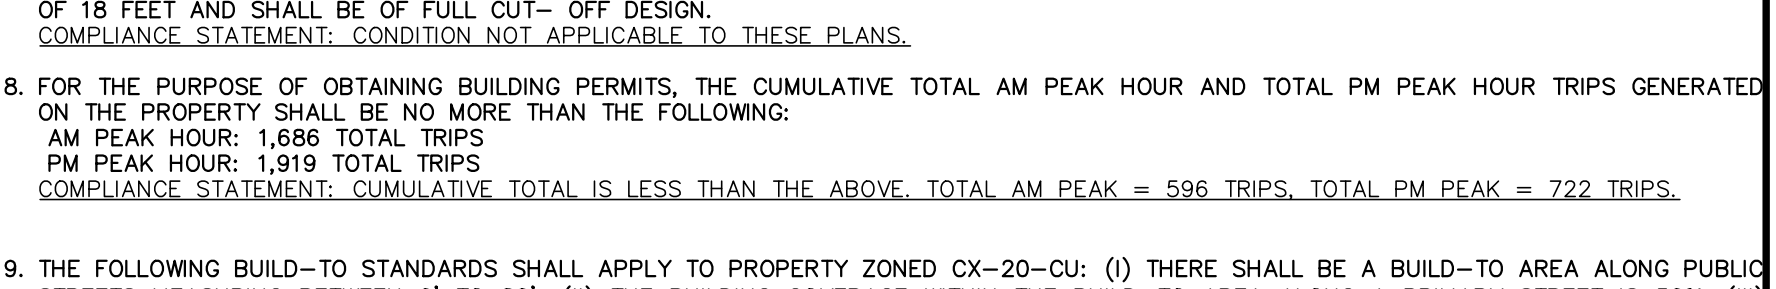 OF 18 FEET AND SHALL BE OF FULL CUT– OFF DESIGN.
COMPLIANCE STATEMENT: CONDITION NOT APPLICABLE TO THESE PLANS.
8. FOR THE PURPOSE OF OBTAINING BUILDING PERMITS, THE CUMULATIVE TOTAL AM PEAK HOUR AND TOTAL PM PEAK HOUR TRIPS GENERATED
ON THE PROPERTY SHALL BE NO MORE THAN THE FOLLOWING:
AM PEAK HOUR: 1,686 TOTAL TRIPS
PM PEAK HOUR: 1,919 TOTAL TRIPS
COMPLIANCE STATEMENT: CUMULATIVE TOTAL IS LESS THAN THE ABOVE. TOTAL AM PEAK = 596 TRIPS, TOTAL PM PEAK = 722 TRIPS.
9. THE FOLLOWING BUILD–TO STANDARDS SHALL APPLY TO PROPERTY ZONED CX–20–CU: (I) THERE SHALL BE A BUILD–TO AREA ALONG PUBLIC